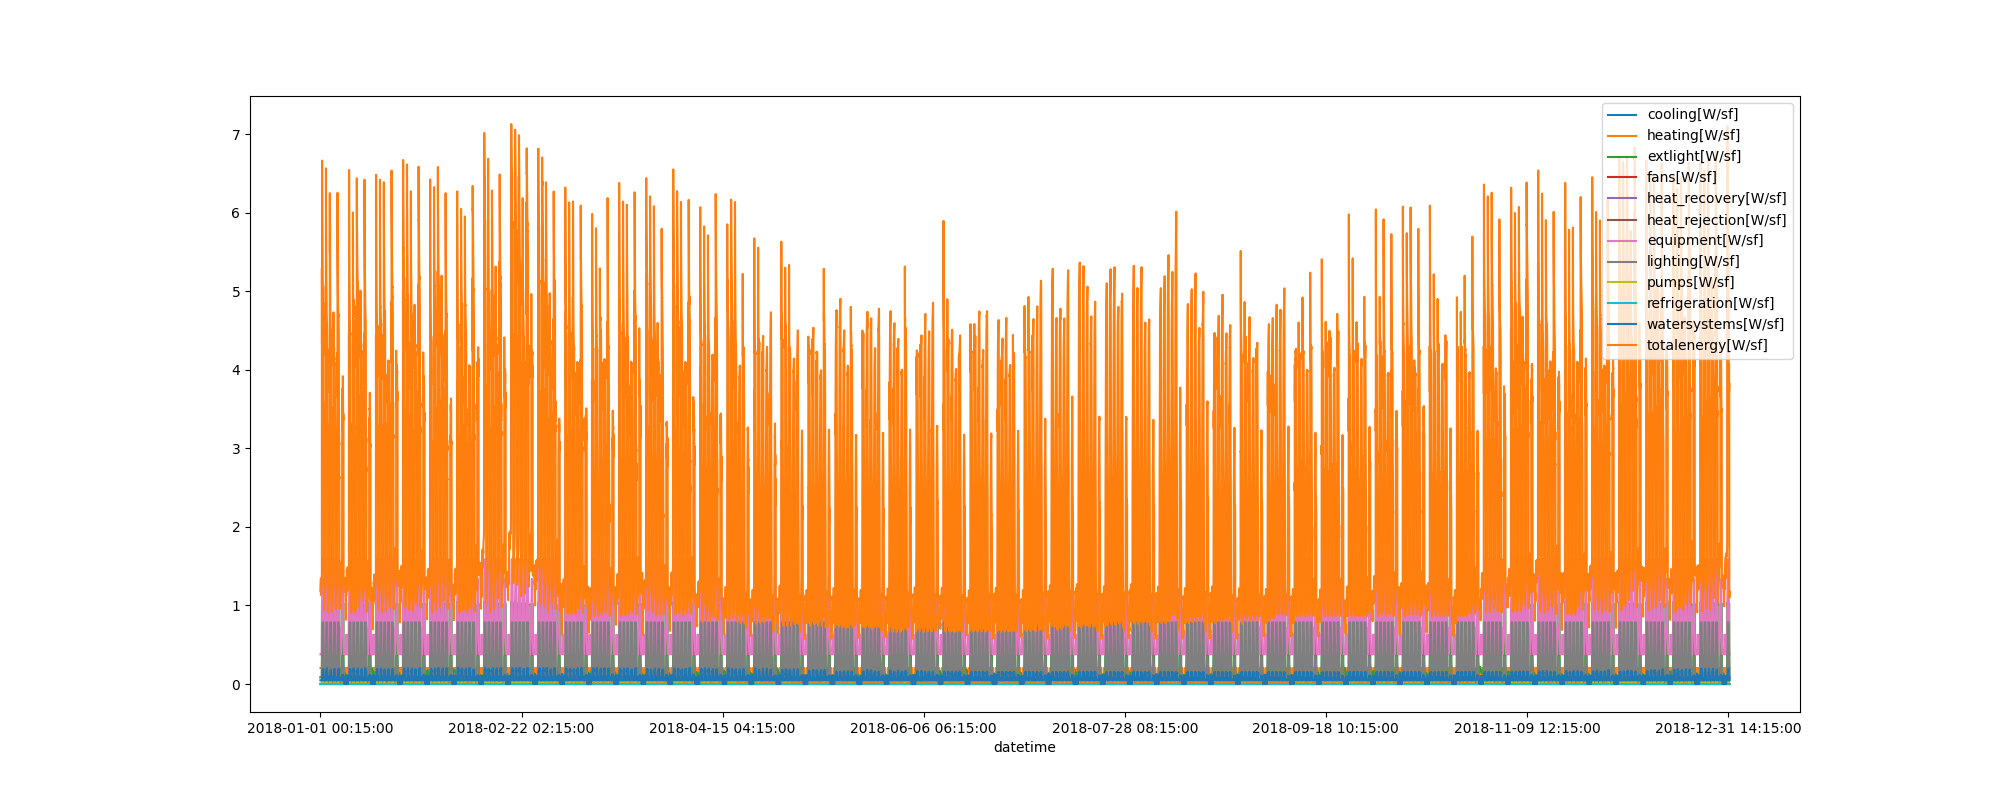 7
6
5
4
3
2
1
0
cooling[W/sf]
heating[W/sf]
extlight[W/sf]
fans[W/sf]
heat_recovery[W/sf]
heat_rejection[W/sf]
equipment[W/sf]
lighting[W/sf]
pumps[W/sf]
refrigeration[W/sf]
watersystems[W/sf]
totalenergy[W/sf]
2018-01-01 00:15:00 2018-02-22 02:15:00 2018-04-15 04:15:00 2018-06-06 06:15:00 2018-07-28 08:15:00 2018-09-18 10:15:00 2018-11-09 12:15:00 2018-12-31 14:15:00
datetime